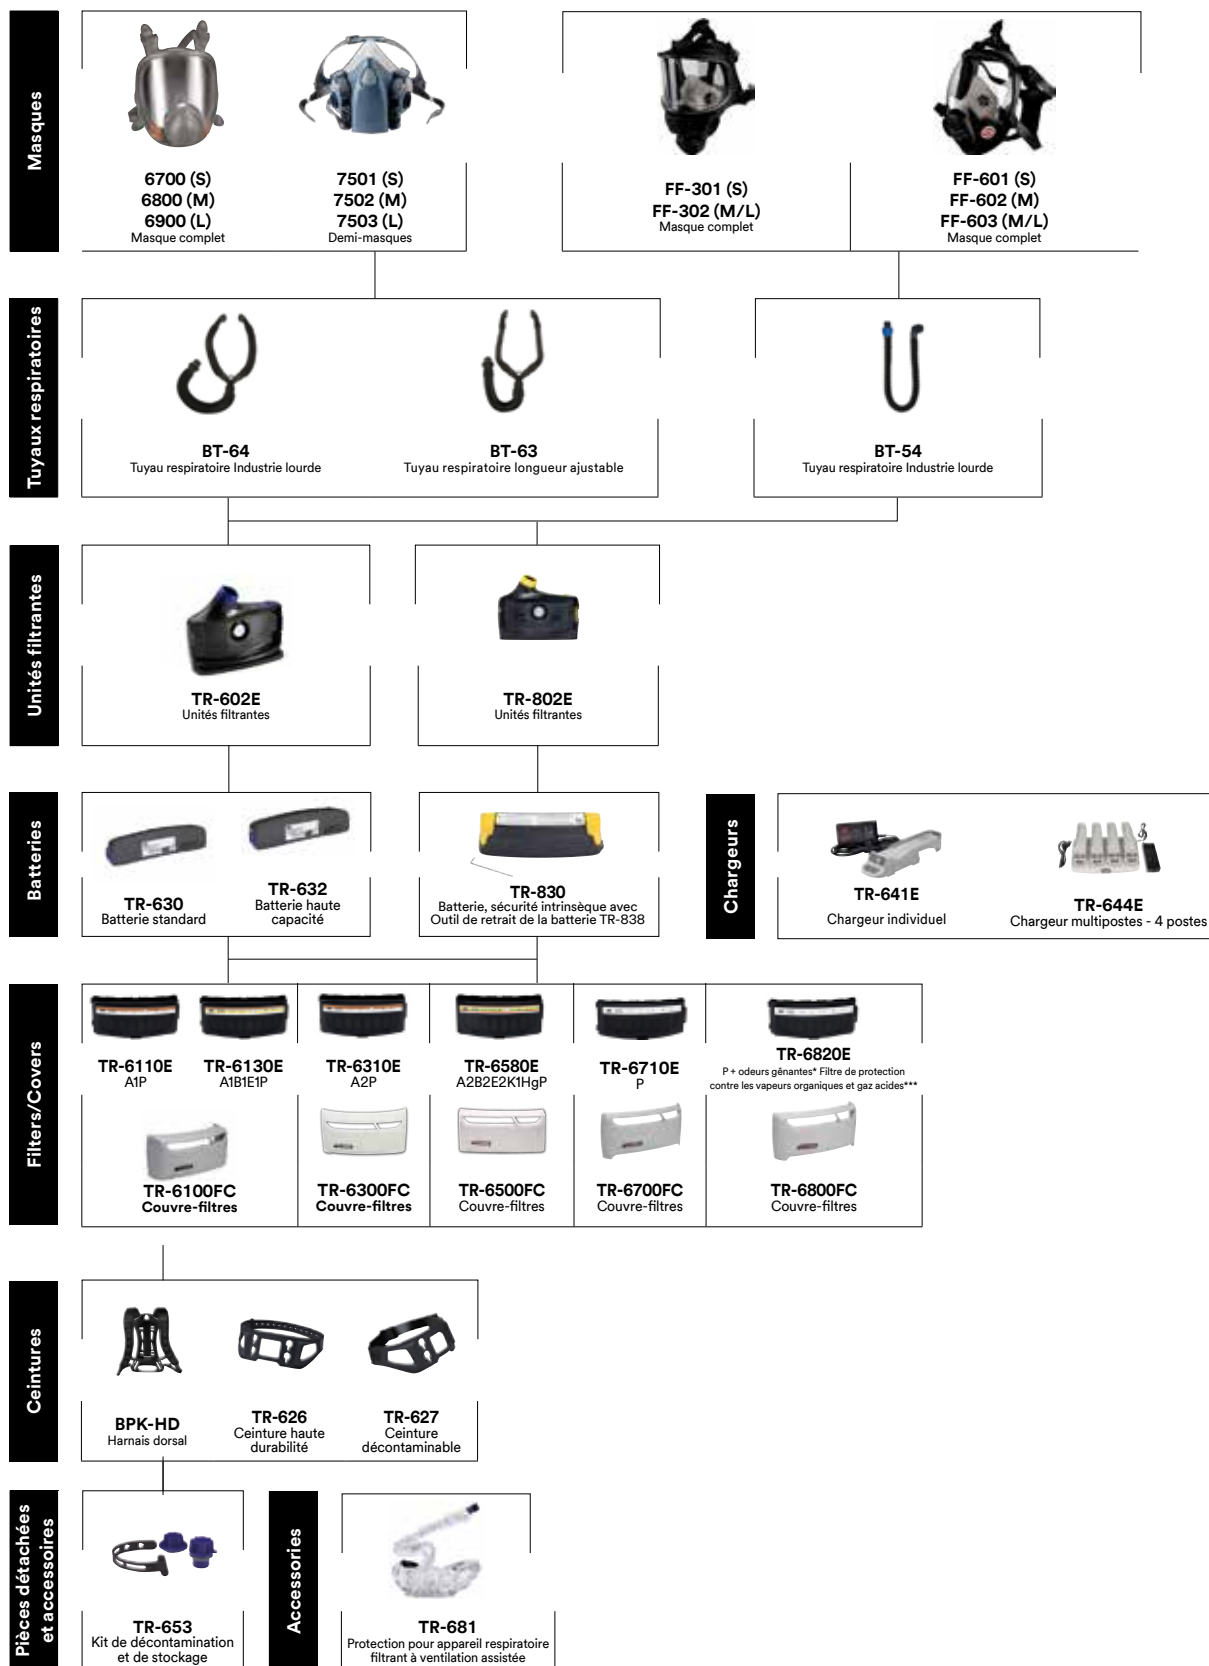 Masques
6700 (S)
6800 (M)
6900 (L)
Masque complet
7501 (S)
7502 (M)
7503 (L)
Demi-masques
FF-301 (S)
FF-302 (M/L)
Masque complet
FF-601 (S)
FF-602 (M)
FF-603 (M/L)
Masque complet
Tuyaux respiratoires
BT-64
Tuyau respiratoire Industrie lourde
BT-63
Tuyau respiratoire longueur ajustable
BT-54
Tuyau respiratoire Industrie lourde
Unités filtrantes
TR-602E
Unités filtrantes
TR-802E
Unités filtrantes
Batteries
TR-630
Batterie standard
TR-632
Batterie haute
capacité
TR-830
Batterie, sécurité intrinsèque avec
Outil de retrait de la batterie TR-838
Chargeurs
TR-641E
Chargeur individuel
TR-644E
Chargeur multipostes - 4 postes
Filters/Covers
TR-6110E
A1P
TR-6130E
A1B1E1P
TR-6310E
A2P
TR-6580E
A2B2E2K1HgP
TR-6710E
P
TR-6820E
P + odeurs gênantes* Filtre de protection
contre les vapeurs organiques et gaz acides***
TR-6100FC
Couvre-filtres
TR-6300FC
Couvre-filtres
TR-6500FC
Couvre-filtres
TR-6700FC
Couvre-filtres
TR-6800FC
Couvre-filtres
Ceintures
BPK-HD
Harnais dorsal
TR-626
Ceinture haute
durabilité
TR-627
Ceinture
décontaminable
Pièces détachées
et accessoires
TR-653
Kit de décontamination
et de stockage
Accessories
TR-681
Protection pour appareil respiratoire
filtrant à ventilation assistée